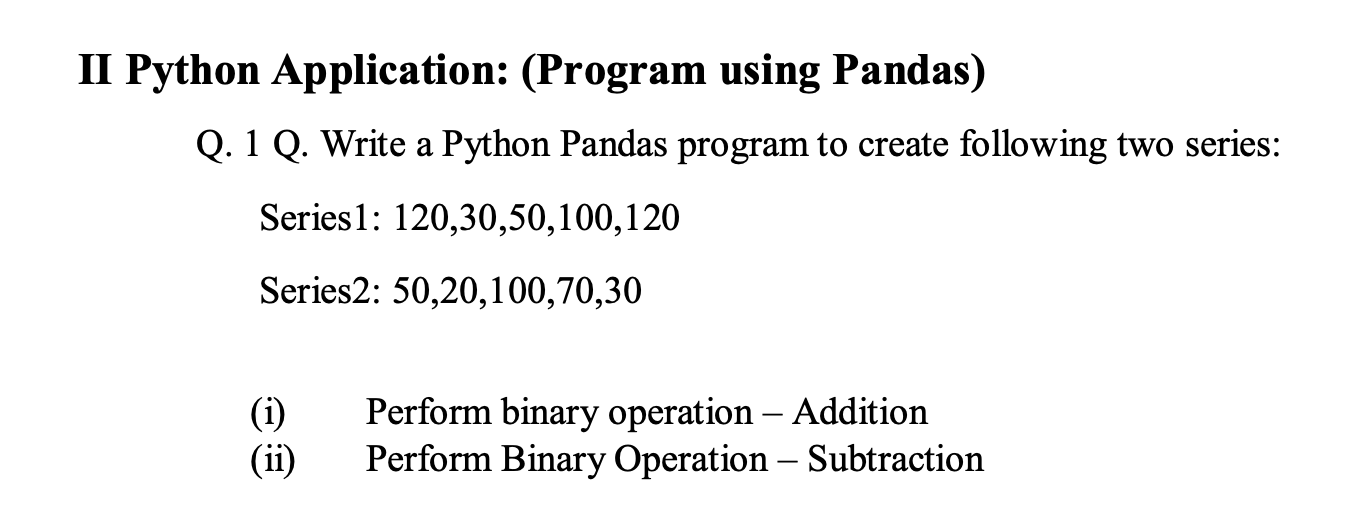 II Python Application: (Program using Pandas)
Q. 1 Q. Write a Python Pandas program to create following two series:
Series1: 120,30,50,100,120
Series2: 50,20,100,70,30
(i) Perform binary operation – Addition
(ii) Perform Binary Operation – Subtraction